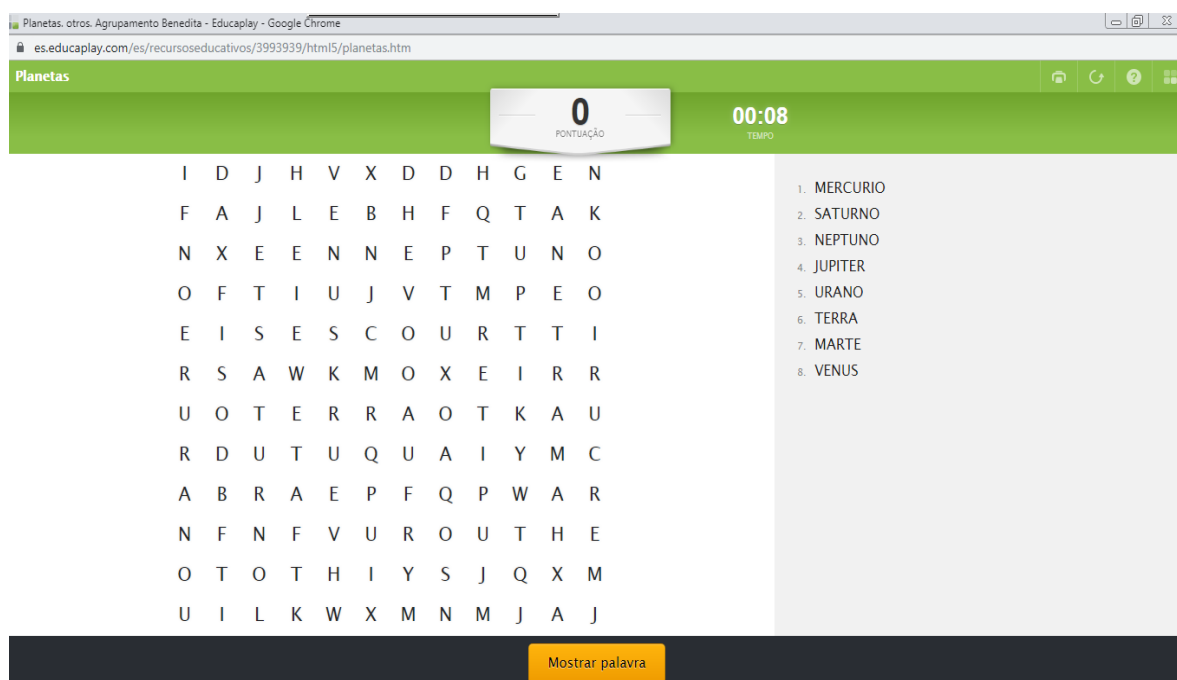 Planetas. otros. Agrupamento Benedita - Educaplay - Google Chrome
es.educaplay.com/es/recursoseducativos/3993939/html5/planetas.htm
Planetas
0
PONTUAÇÃO
00:08
TEMPO
I D J H V X D D H G E N
F A J L E B H F Q T A K
N X E E N N E P T U N O
O F T I U J V T M P E O
E I S E S C O U R T T I
R S A W K M O X E I R R
U O T E R R A O T K A U
R D U T U Q U A I Y M C
A B R A E P F Q P W A R
N F N F V U R O U T H E
O T O T H I Y S J Q X M
U I L K W X M N M J A J
1. MERCURIO
2. SATURNO
3. NEPTUNO
4. JUPITER
5. URANO
6. TERRA
7. MARTE
8. VENUS
Mostrar palavra